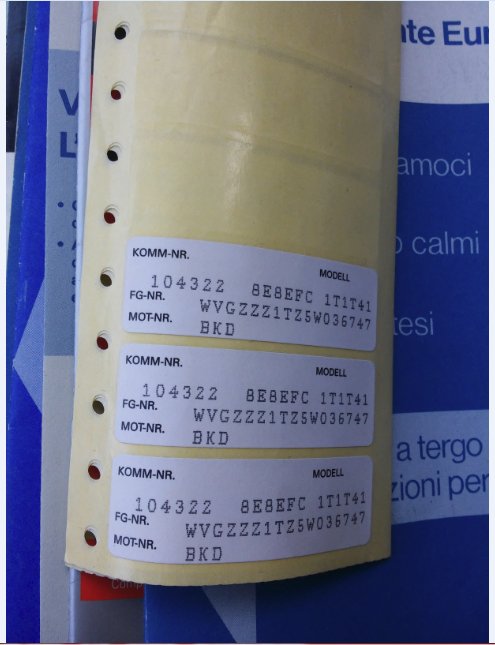 nte Eur
amoci
o calmi
tesi
a tergo
zioni per
KOMM-NR. MODELL
104322 8E8EFC 1T1T41
FG-NR. WVGZZZ1TZ5W036747
MOT-NR. BKD
KOMM-NR. MODELL
104322 8E8EFC 1T1T41
FG-NR. WVGZZZ1TZ5W036747
MOT-NR. BKD
KOMM-NR. MODELL
104322 8E8EFC 1T1T41
FG-NR. WVGZZZ1TZ5W036747
MOT-NR. BKD